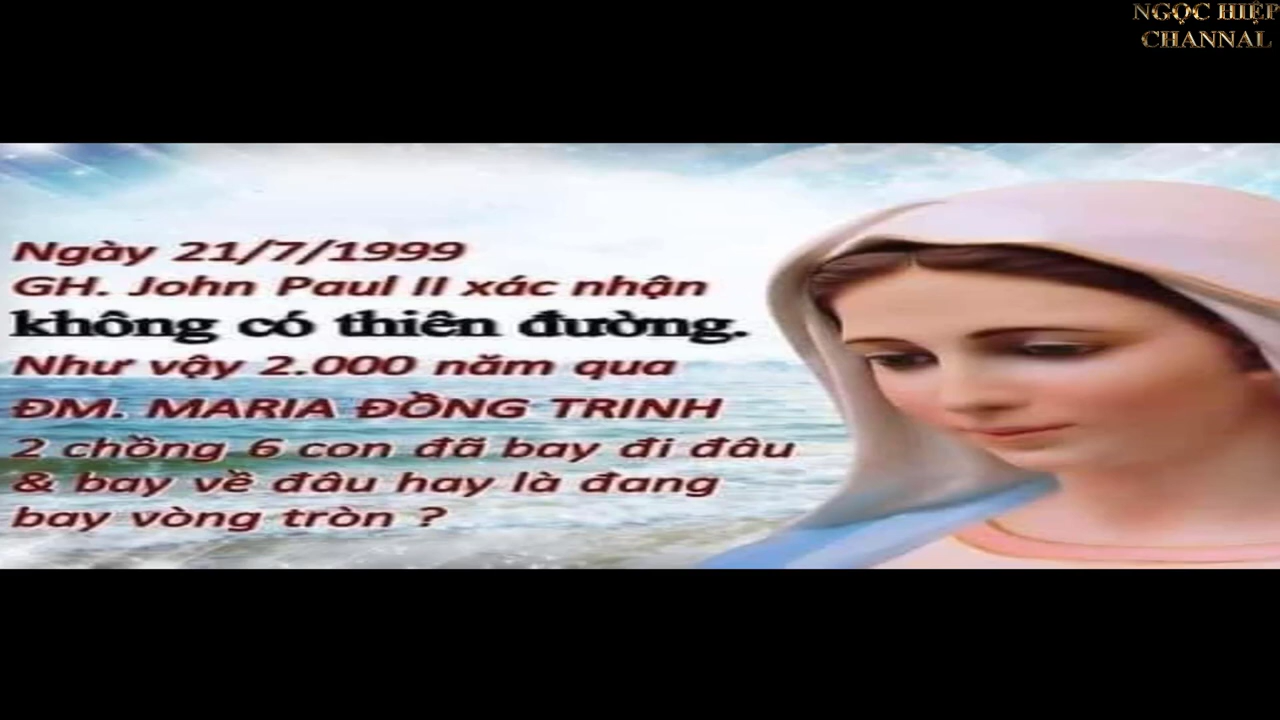 NGỌC HIỆP
CHANNAL
Ngày 21/7/1999
GH. John Paul II xác nhận
không có thiên đường.
Như vậy 2.000 năm qua
ĐM. MARIA ĐỒNG TRINH
2 chồng 6 con đã bay đi đâu
& bay về đâu hay là đang
bay vòng tròn ?